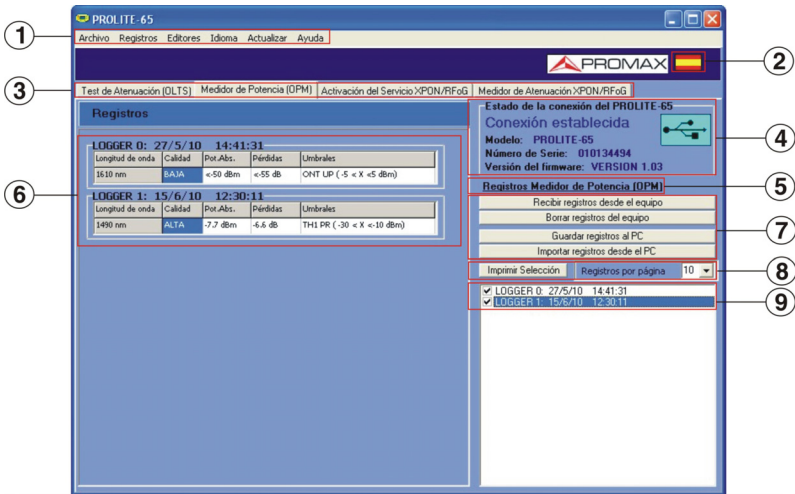 PROLITE-65
1
Archivo Registros Editores Idioma Actualizar Ayuda
PROMAX
2
3
Test de Atenuación (OLTS) Medidor de Potencia (OPM) Activación del Servicio XPON/RFoG Medidor de Atenuación XPON/RFoG
Registros
Estado de la conexión del PROLITE-65
Conexión establecida
Modelo: PROLITE-65
Número de Serie: 010134494
Versión del firmware: VERSION 1.03
4
6
LOGGER 0: 27/5/10 14:41:31
Longitud de onda Calidad Pot.Abs. Pérdidas Umbrales
1610 nm BAJA <-50 dBm <-55 dB ONT UP ( -5 < X <5 dBm)
LOGGER 1: 15/6/10 12:30:11
Longitud de onda Calidad Pot.Abs. Pérdidas Umbrales
1490 nm ALTA -7.7 dBm -6.6 dB TH1 PR ( -30 < X <-10 dBm)
Registros Medidor de Potencia (OPM)
5
Recibir registros desde el equipo
Borrar registros del equipo
Guardar registros al PC
Importar registros desde el PC
7
Imprimir Selección Registros por página 10
8
LOGGER 0: 27/5/10 14:41:31
LOGGER 1: 15/6/10 12:30:11
9